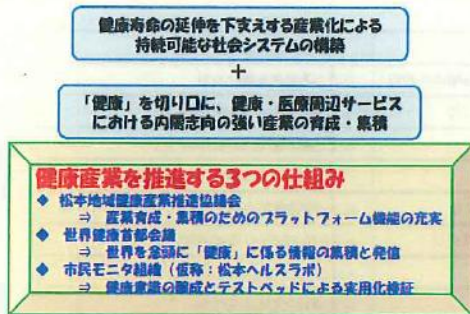 健康寿命の延伸を下支えする産業化による
持続可能な社会システムの構築
+
「健康」を切り口に、健康・医療周辺サービス
における内需志向の強い産業の育成・集積
健康産業を推進する3つの仕組み
◆ 松本地域健康産業推進協議会
⇒ 産業育成・集積のためのプラットフォーム機能の充実
◆ 世界健康首都会議
⇒ 世界を念頭に「健康」に係る情報の集積と発信
◆ 市民モニタ組織(仮称:松本ヘルスラボ)
⇒ 健康意識の醸成とテストベッドによる実用化検証